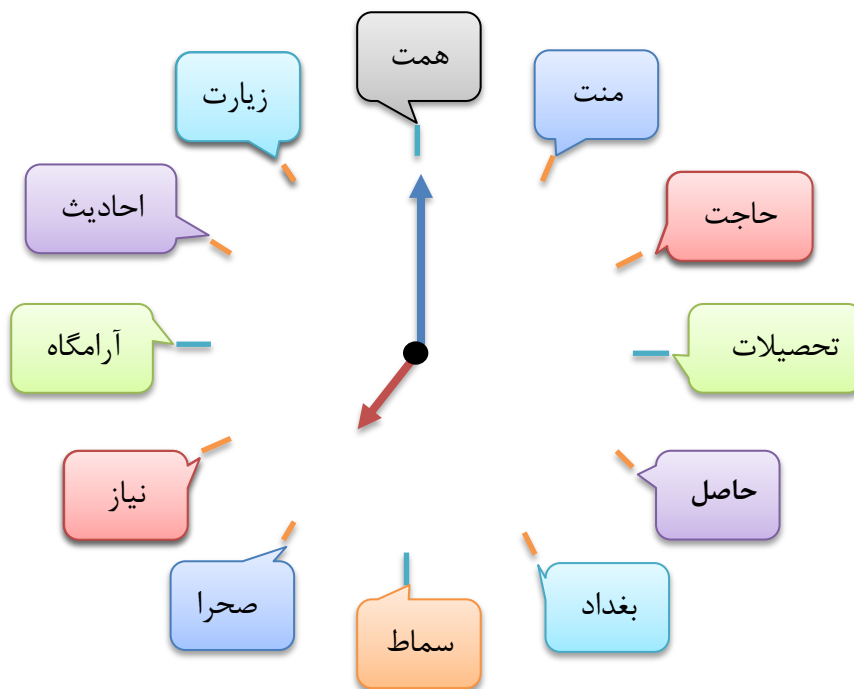 همت
منت
حاجت
تحصیلات
حاصل
بغداد
سماط
صحرا
نیاز
آرامگاه
احادیث
زیارت